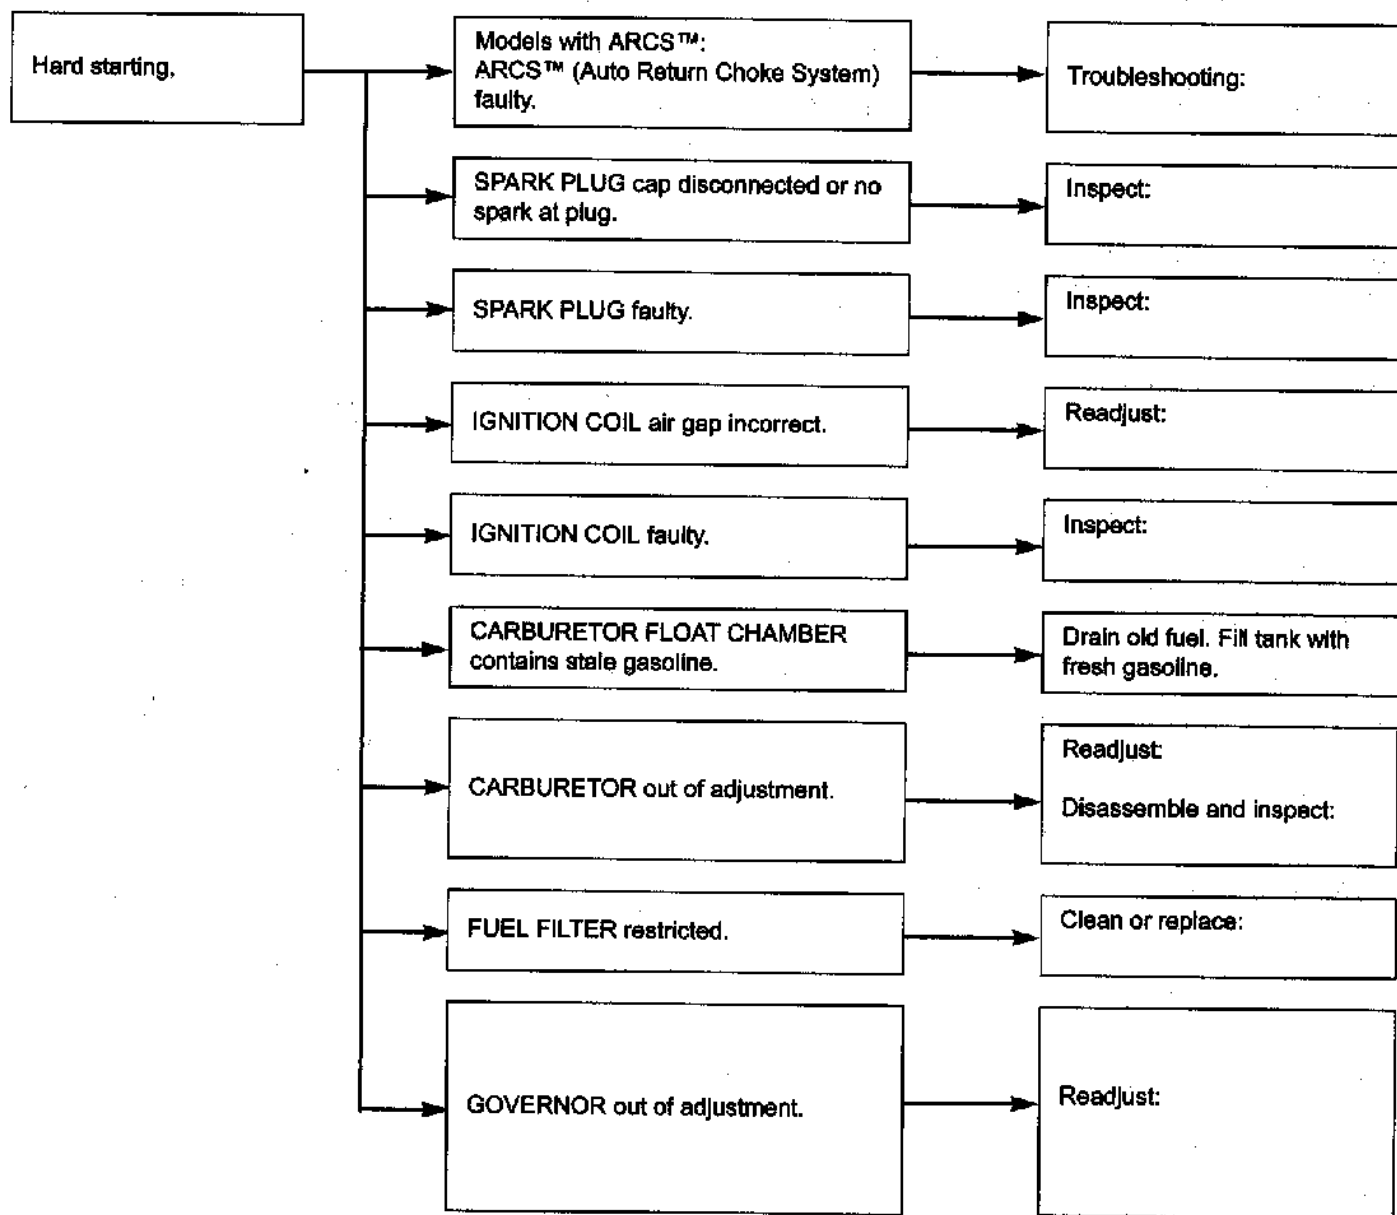 Hard starting,
Models with ARCS™:
ARCS™ (Auto Return Choke System)
faulty.
Troubleshooting:
SPARK PLUG cap disconnected or no
spark at plug.
Inspect:
SPARK PLUG faulty.
Inspect:
IGNITION COIL air gap incorrect.
Readjust:
IGNITION COIL faulty.
Inspect:
CARBURETOR FLOAT CHAMBER
contains stale gasoline.
Drain old fuel. Fill tank with
fresh gasoline.
CARBURETOR out of adjustment.
Readjust:
Disassemble and inspect:
FUEL FILTER restricted.
Clean or replace:
GOVERNOR out of adjustment.
Readjust: